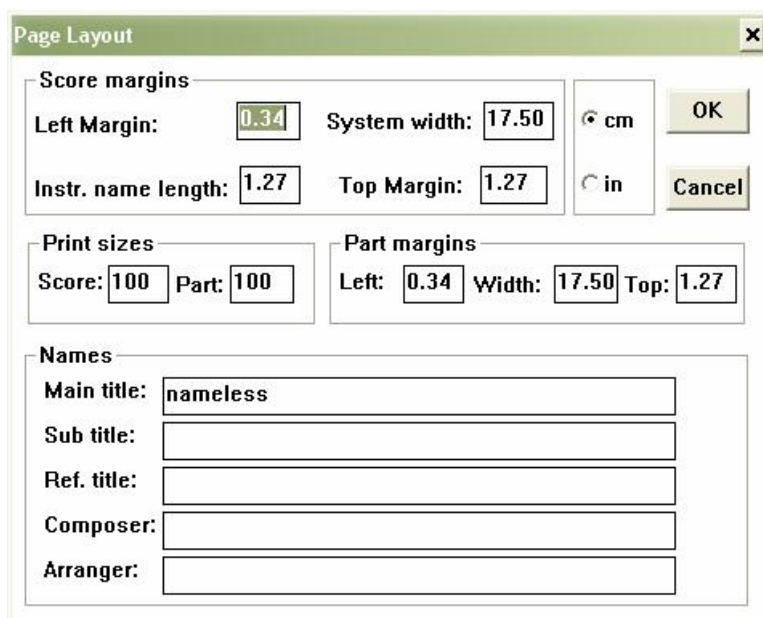 Page Layout
Score margins
Left Margin: 0.34 System width: 17.50 cm OK
Instr. name length: 1.27 Top Margin: 1.27 in Cancel
Print sizes Part margins
Score: 100 Part: 100 Left: 0.34 Width: 17.50 Top: 1.27
Names
Main title: nameless
Sub title:
Ref. title:
Composer:
Arranger: